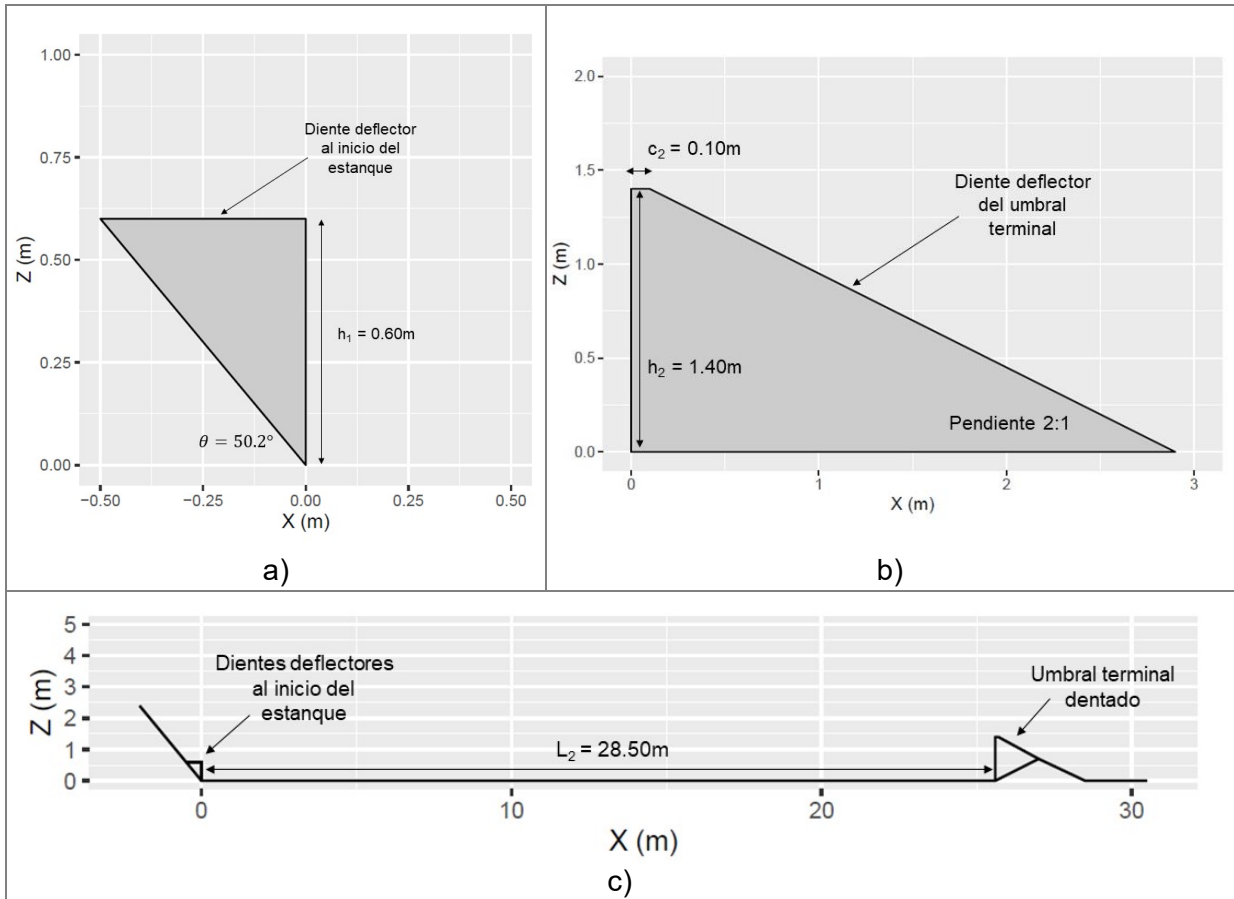 1.00
0.75
0.50
0.25
0.00
Z (m)
Diente deflector
al inicio del
estanque
h1 = 0.60m
θ = 50.2°
−0.50
−0.25
0.00
0.25
0.50
X (m)
a)
2.0
1.5
1.0
0.5
0.0
Z (m)
c2 = 0.10m
Diente deflector
del umbral
terminal
h2 = 1.40m
Pendiente 2:1
0
1
2
3
X (m)
b)
5
4
3
2
1
0
Z (m)
Dientes deflectores
al inicio del
estanque
L2 = 28.50m
Umbral terminal
dentado
0
10
20
30
X (m)
c)